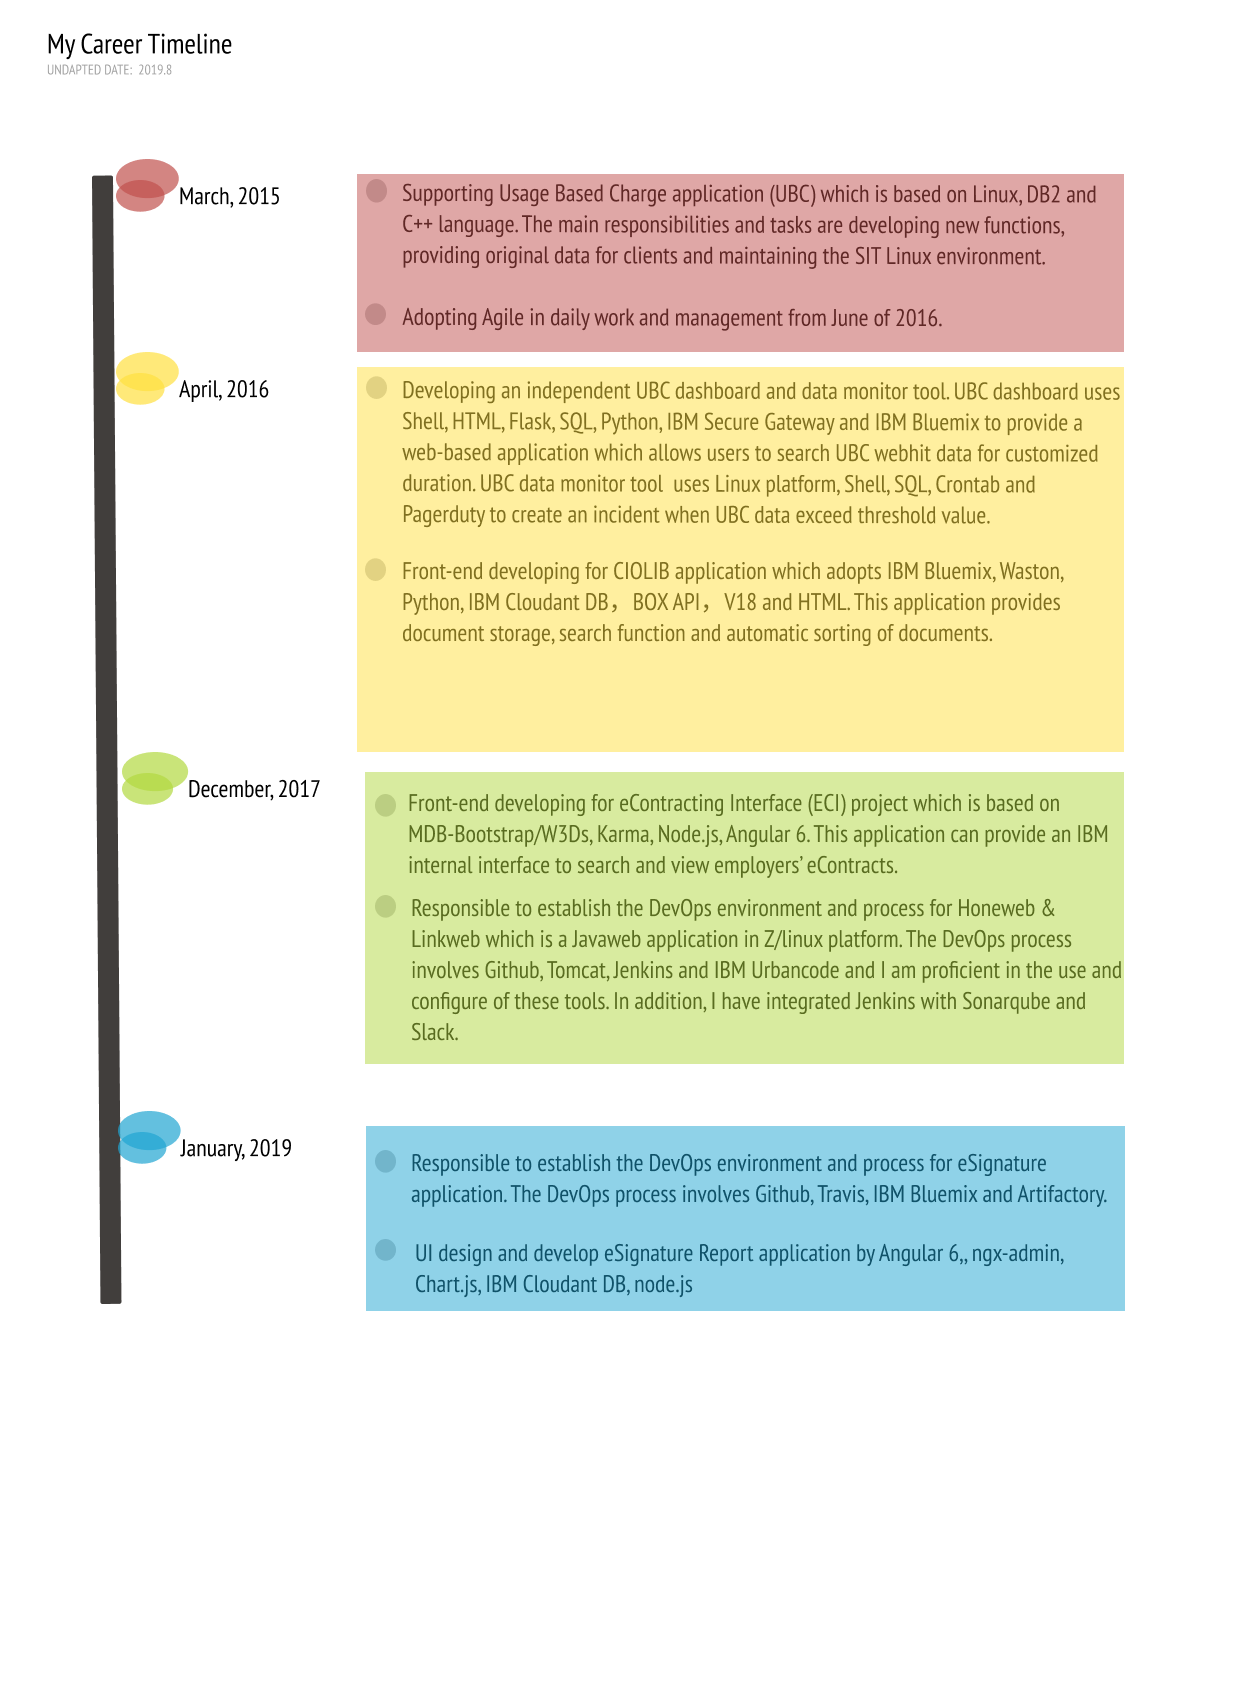 My Career Timeline
UNDAPTED DATE:  2019.8
March, 2015
Supporting Usage Based Charge application (UBC) which is based on Linux, DB2 and
C++ language. The main responsibilities and tasks are developing new functions,
providing original data for clients and maintaining the SIT Linux environment.
Adopting Agile in daily work and management from June of 2016.
April, 2016
Developing an independent UBC dashboard and data monitor tool. UBC dashboard uses
Shell, HTML, Flask, SQL, Python, IBM Secure Gateway and IBM Bluemix to provide a
web-based application which allows users to search UBC webhit data for customized
duration. UBC data monitor tool  uses Linux platform, Shell, SQL, Crontab and
Pagerduty to create an incident when UBC data exceed threshold value.
Front-end developing for CIOLIB application which adopts IBM Bluemix, Waston,
Python, IBM Cloudant DB，BOX API，V18 and HTML. This application provides
document storage, search function and automatic sorting of documents.
December, 2017
Front-end developing for eContracting Interface (ECI) project which is based on
MDB-Bootstrap/W3Ds, Karma, Node.js, Angular 6. This application can provide an IBM
internal interface to search and view employers’ eContracts.
Responsible to establish the DevOps environment and process for Honeweb &
Linkweb which is a Javaweb application in Z/linux platform. The DevOps process
involves Github, Tomcat, Jenkins and IBM Urbancode and I am proficient in the use and
configure of these tools. In addition, I have integrated Jenkins with Sonarqube and
Slack.
January, 2019
Responsible to establish the DevOps environment and process for eSignature
application. The DevOps process involves Github, Travis, IBM Bluemix and Artifactory.
UI design and develop eSignature Report application by Angular 6,, ngx-admin,
Chart.js, IBM Cloudant DB, node.js